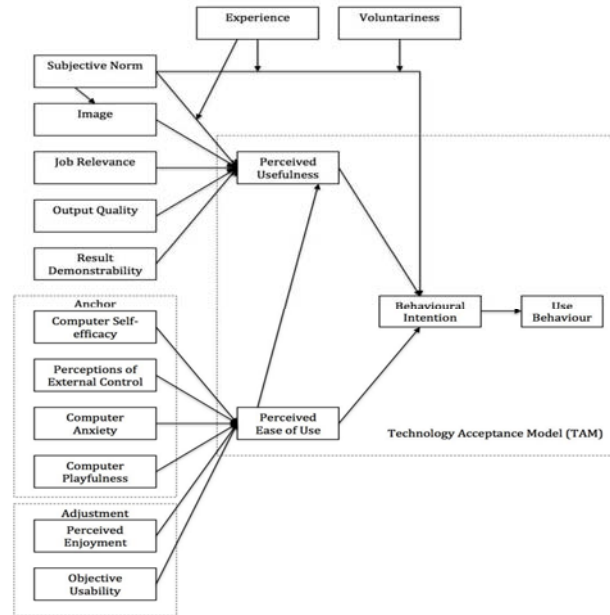 Experience
Voluntariness
Subjective Norm
Image
Job Relevance
Output Quality
Result
Demonstrability
Perceived
Usefulness
Anchor
Computer Self-
efficacy
Perceptions of
External Control
Computer
Anxiety
Computer
Playfulness
Behavioural
Intention
Use
Behaviour
Perceived
Ease of Use
Technology Acceptance Model (TAM)
Adjustment
Perceived
Enjoyment
Objective
Usability